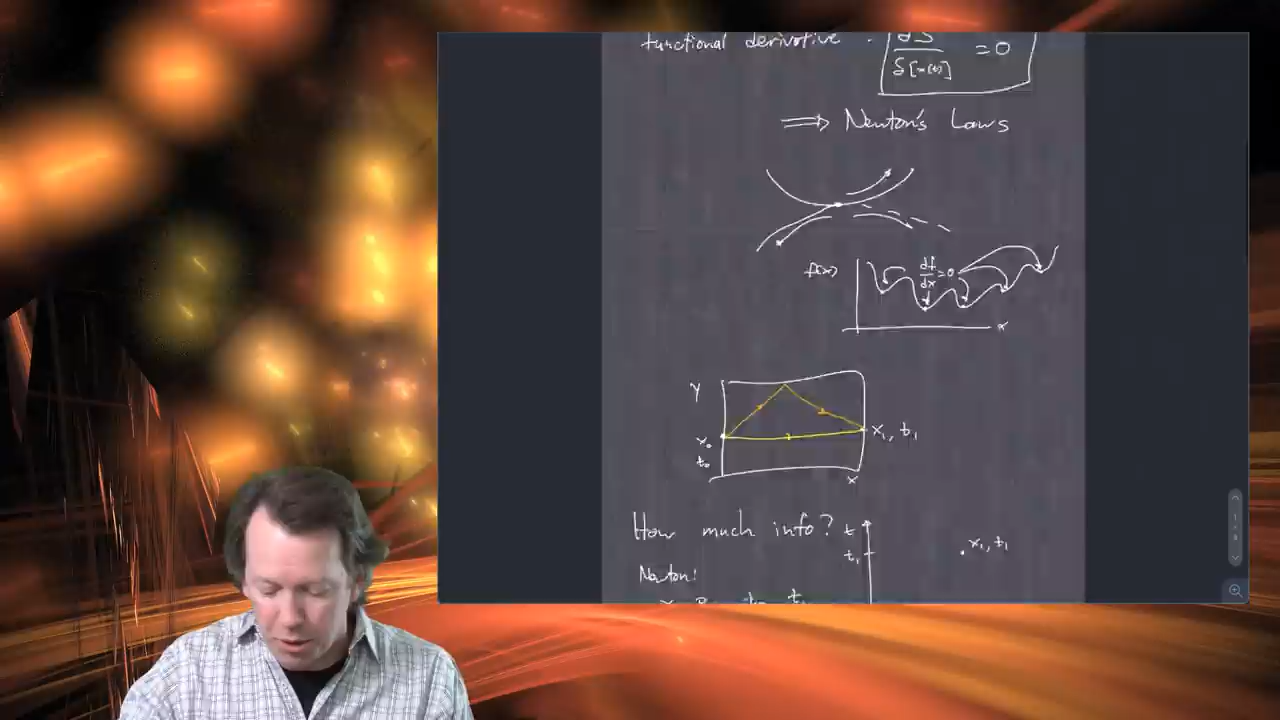 functional derivative. δS/δ[x(t)] = 0
⟹ Newton's Laws
f(x)
df/dx = 0
x
y
x₀
t₀
x₁, t₁
x
How much info? t
t₁
x₁, t₁
Newton: